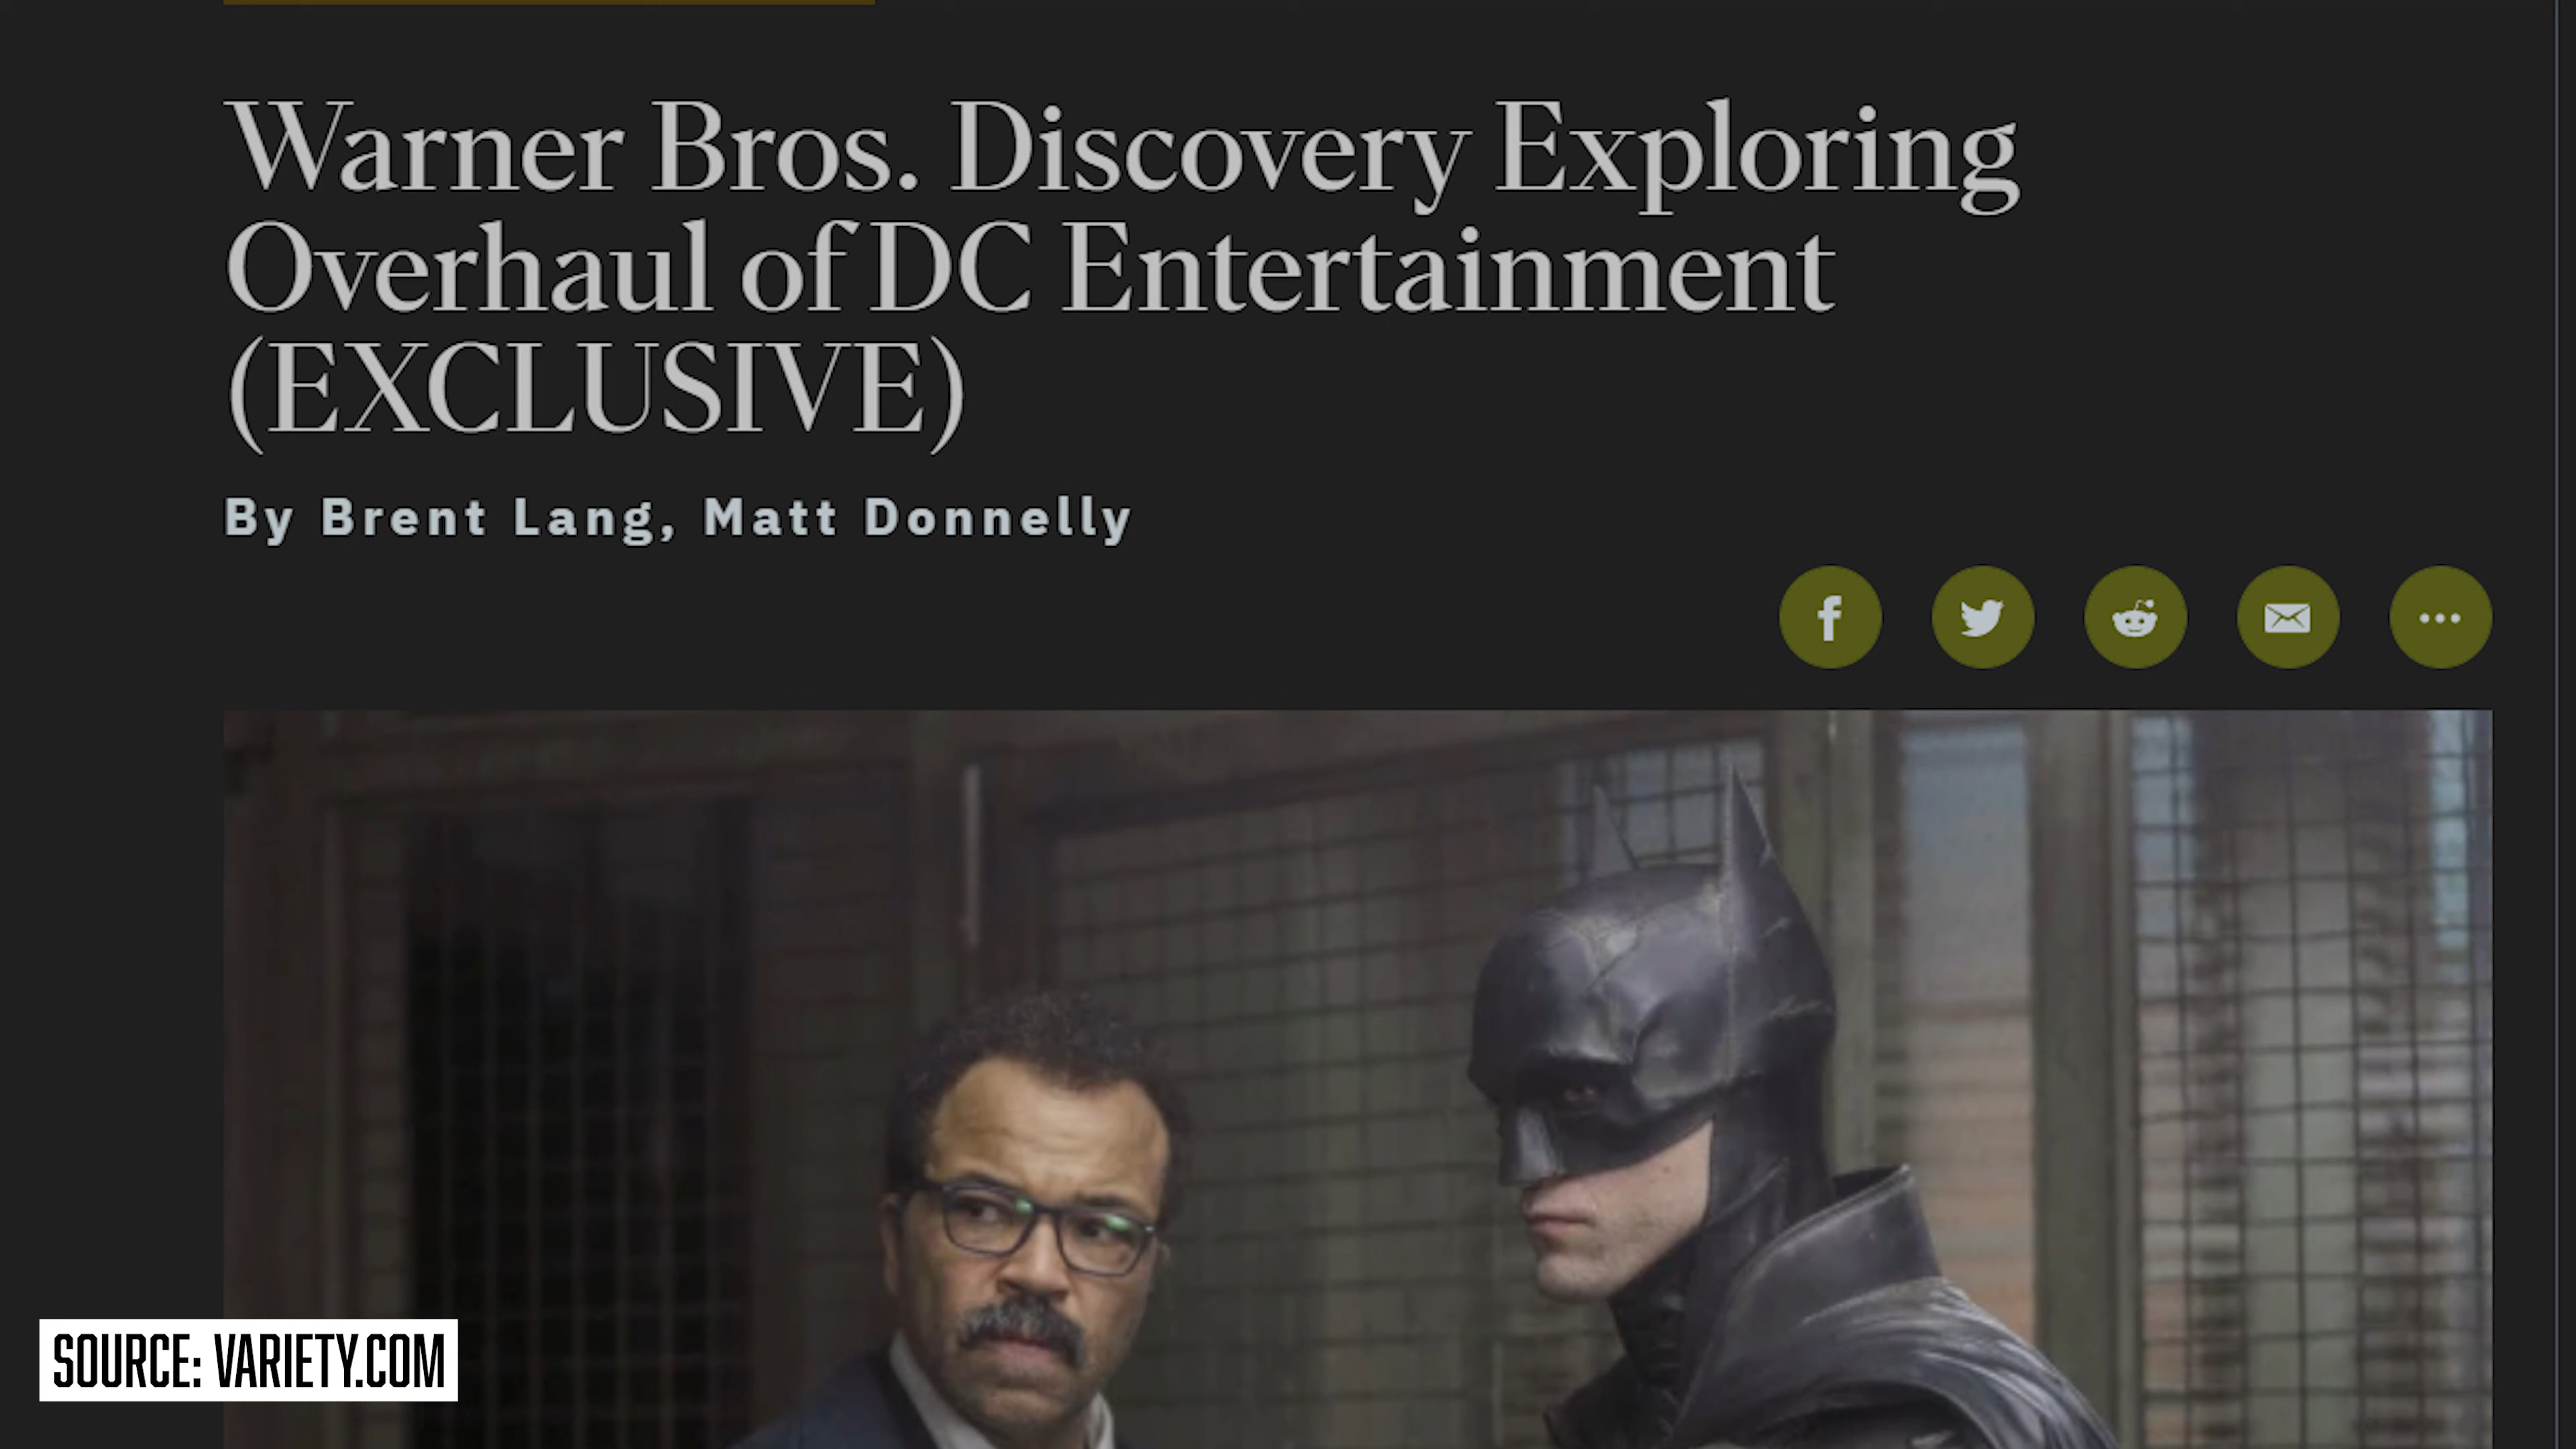 Warner Bros. Discovery Exploring
Overhaul of DC Entertainment
(EXCLUSIVE)
By Brent Lang, Matt Donnelly
SOURCE: VARIETY.COM